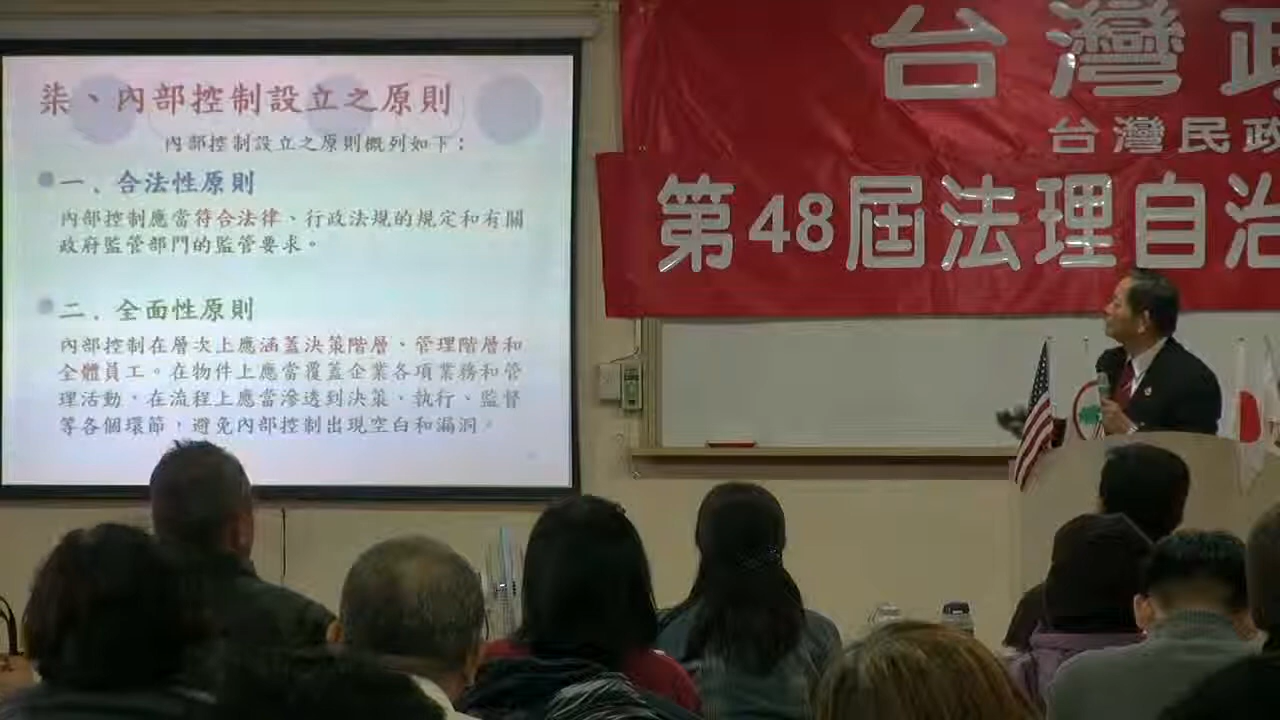 柒、內部控制設立之原則
內部控制設立之原則概列如下：
一、合法性原則
內部控制應當符合法律、行政法規的規定和有關
政府監管部門的監管要求。
二、全面性原則
內部控制在層次上應涵蓋決策階層、管理階層和
全體員工。在物件上應當覆蓋企業各項業務和管
理活動，在流程上應當滲透到決策、執行、監督
等各個環節，避免內部控制出現空白和漏洞。
台灣政
台灣民政
第48屆法理自治